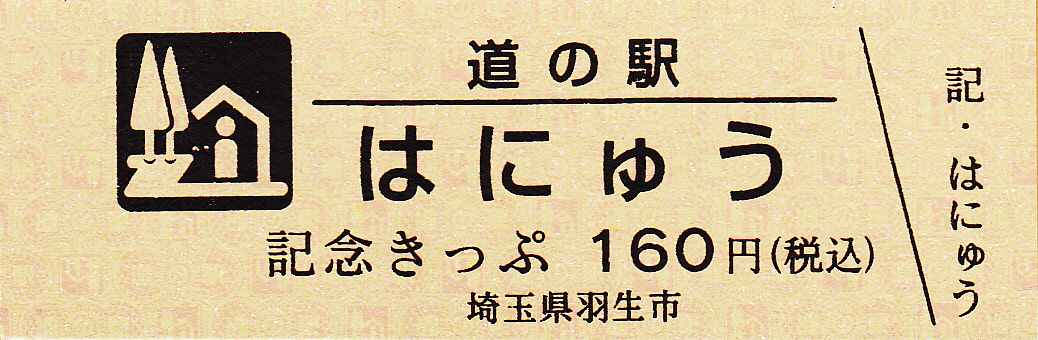 道の駅
はにゅう
記念きっぷ 160円(税込)
埼玉県羽生市
記・はにゅう